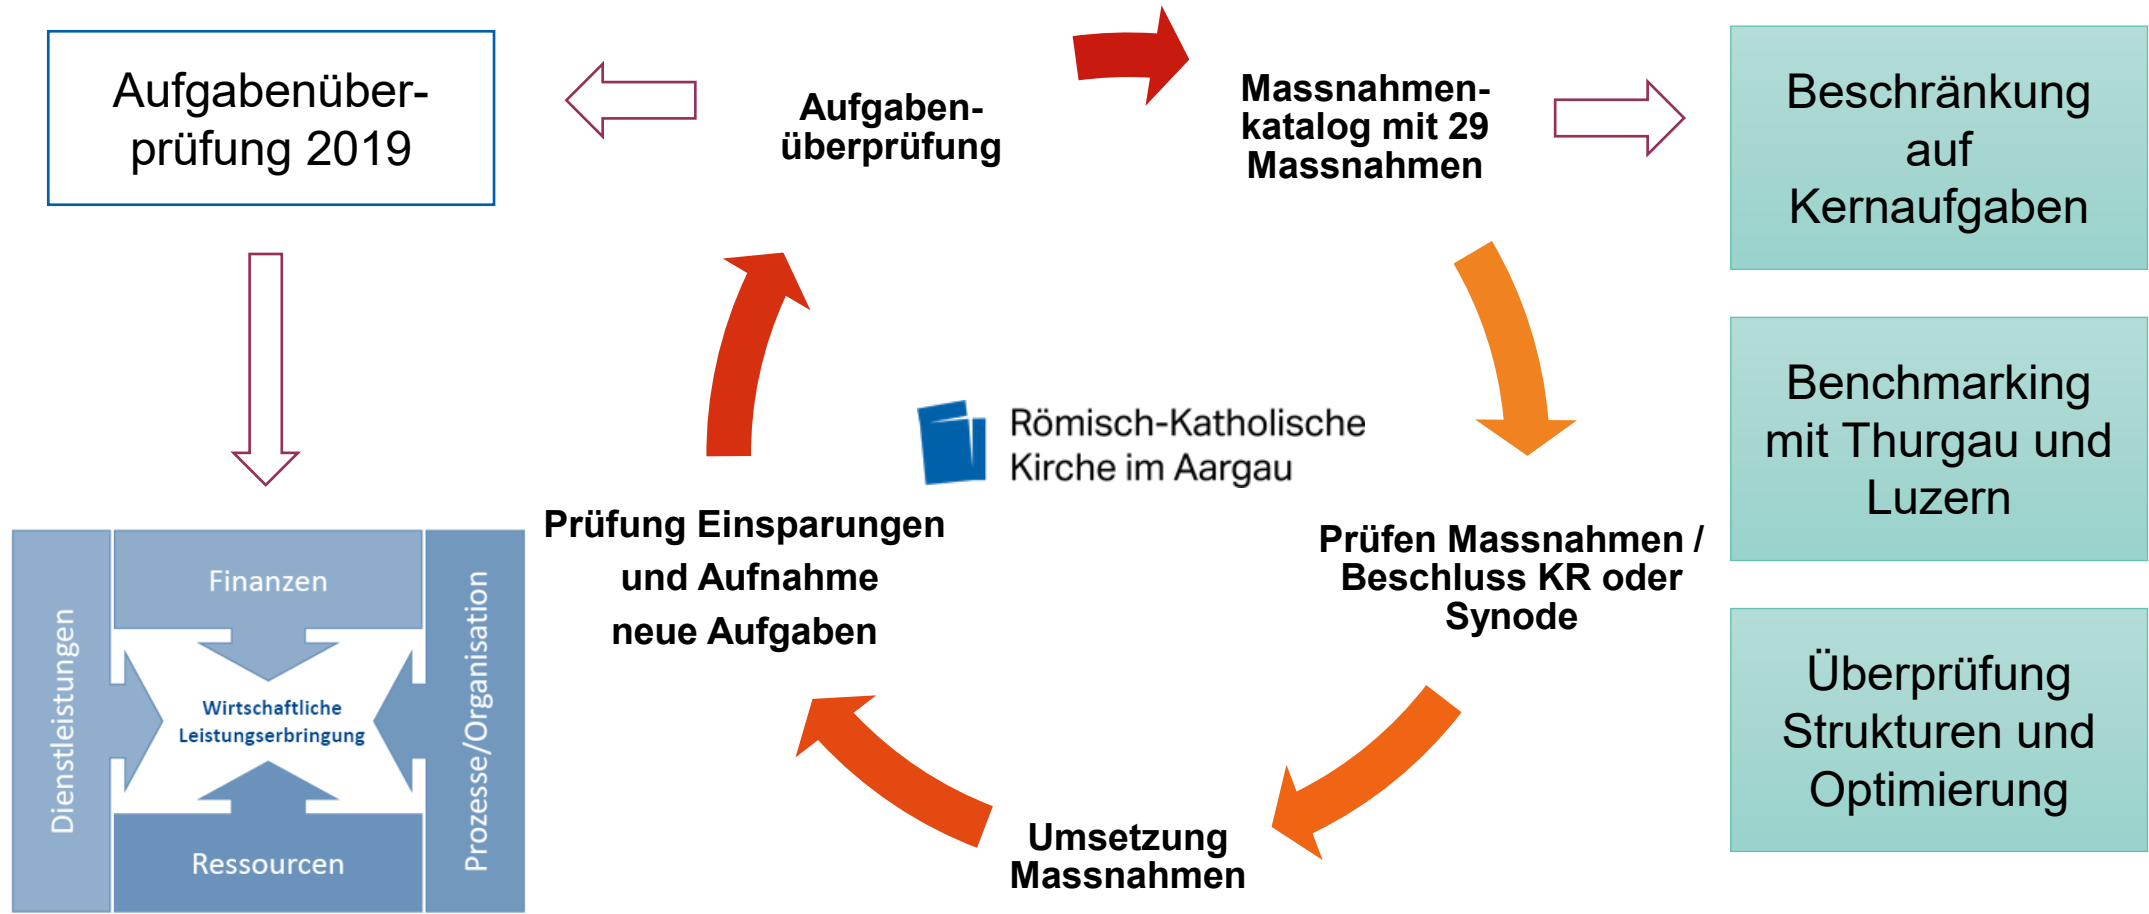 Aufgabenüber-
prüfung 2019
Aufgaben-
überprüfung
Massnahmen-
katalog mit 29
Massnahmen
Beschränkung
auf
Kernaufgaben
Benchmarking
mit Thurgau und
Luzern
Überprüfung
Strukturen und
Optimierung
Römisch-Katholische
Kirche im Aargau
Prüfen Massnahmen /
Beschluss KR oder
Synode
Umsetzung
Massnahmen
Prüfung Einsparungen
und Aufnahme
neue Aufgaben
Dienstleistungen
Finanzen
Wirtschaftliche
Leistungserbringung
Ressourcen
Prozesse/Organisation